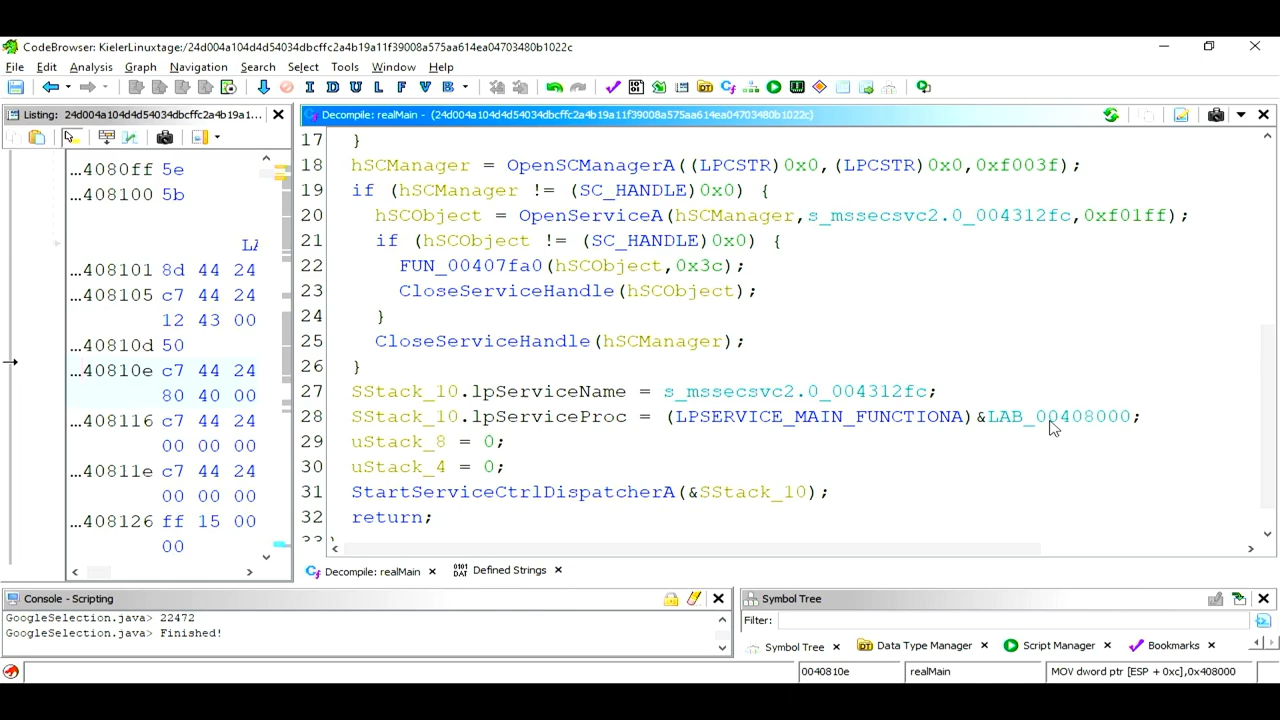 CodeBrowser: KielerLinuxtage:/24d004a104d4d54034dbcffc2a4b19a11f39008a575aa614ea04703480b1022c
File Edit Analysis Graph Navigation Search Select Tools Window Help
I D U L F V B
Listing: 24d004a104d4d54034dbcffc2a4b19a1...
Decompile: realMain - (24d004a104d4d54034dbcffc2a4b19a11f39008a575aa614ea04703480b1022c)
...4080ff 5e
...408100 5b
LA
...408101 8d 44 24
...408105 c7 44 24
12 43 00
...40810d 50
...40810e c7 44 24
80 40 00
...408116 c7 44 24
00 00 00
...40811e c7 44 24
00 00 00
...408126 ff 15 00
00
17 }
18 hSCManager = OpenSCManagerA((LPCSTR)0x0,(LPCSTR)0x0,0xf003f);
19 if (hSCManager != (SC_HANDLE)0x0) {
20 hSCObject = OpenServiceA(hSCManager,s_mssecsvc2.0_004312fc,0xf01ff);
21 if (hSCObject != (SC_HANDLE)0x0) {
22 FUN_00407fa0(hSCObject,0x3c);
23 CloseServiceHandle(hSCObject);
24 }
25 CloseServiceHandle(hSCManager);
26 }
27 SStack_10.lpServiceName = s_mssecsvc2.0_004312fc;
28 SStack_10.lpServiceProc = (LPSERVICE_MAIN_FUNCTIONA)&LAB_00408000;
29 uStack_8 = 0;
30 uStack_4 = 0;
31 StartServiceCtrlDispatcherA(&SStack_10);
32 return;
33 }
Decompile: realMain
Defined Strings
Console - Scripting
GoogleSelection.java> 22472
GoogleSelection.java> Finished!
Symbol Tree
Filter:
Symbol Tree
Data Type Manager
Script Manager
Bookmarks
0040810e
realMain
MOV dword ptr [ESP + 0xc],0x408000